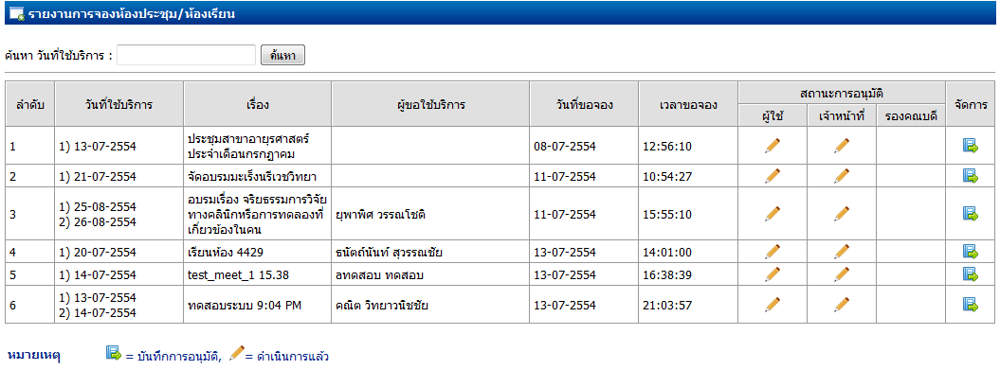 รายงานการจองห้องประชุม/ห้องเรียน
ค้นหา วันที่ใช้บริการ : ค้นหา
ลำดับ วันที่ใช้บริการ เรื่อง ผู้ขอใช้บริการ วันที่ขอจอง เวลาขอจอง สถานะการอนุมัติ จัดการ
ผู้ใช้ เจ้าหน้าที่ รองคณบดี
1 1) 13-07-2554 ประชุมสาขาอายุรศาสตร์ 08-07-2554 12:56:10
ประจำเดือนกรกฎาคม
2 1) 21-07-2554 จัดอบรมมะเร็งนรีเวชวิทยา 11-07-2554 10:54:27
1) 25-08-2554 อบรมเรื่อง จริยธรรมการวิจัย
3 2) 26-08-2554 ทางคลินิกหรือการทดลองที่ ยุพาพิศ วรรณโชติ 11-07-2554 15:55:10
เกี่ยวข้องในคน
4 1) 20-07-2554 เรียนห้อง 4429 ธนัตถ์นันท์ สุวรรณชัย 13-07-2554 14:01:00
5 1) 14-07-2554 test_meet_1 15.38 ลทดสอบ ทดสอบ 13-07-2554 16:38:39
6 1) 13-07-2554 ทดสอบระบบ 9:04 PM คณิต วิทยาวนิชชัย 13-07-2554 21:03:57
2) 14-07-2554
หมายเหตุ = บันทึกการอนุมัติ, = ดำเนินการแล้ว